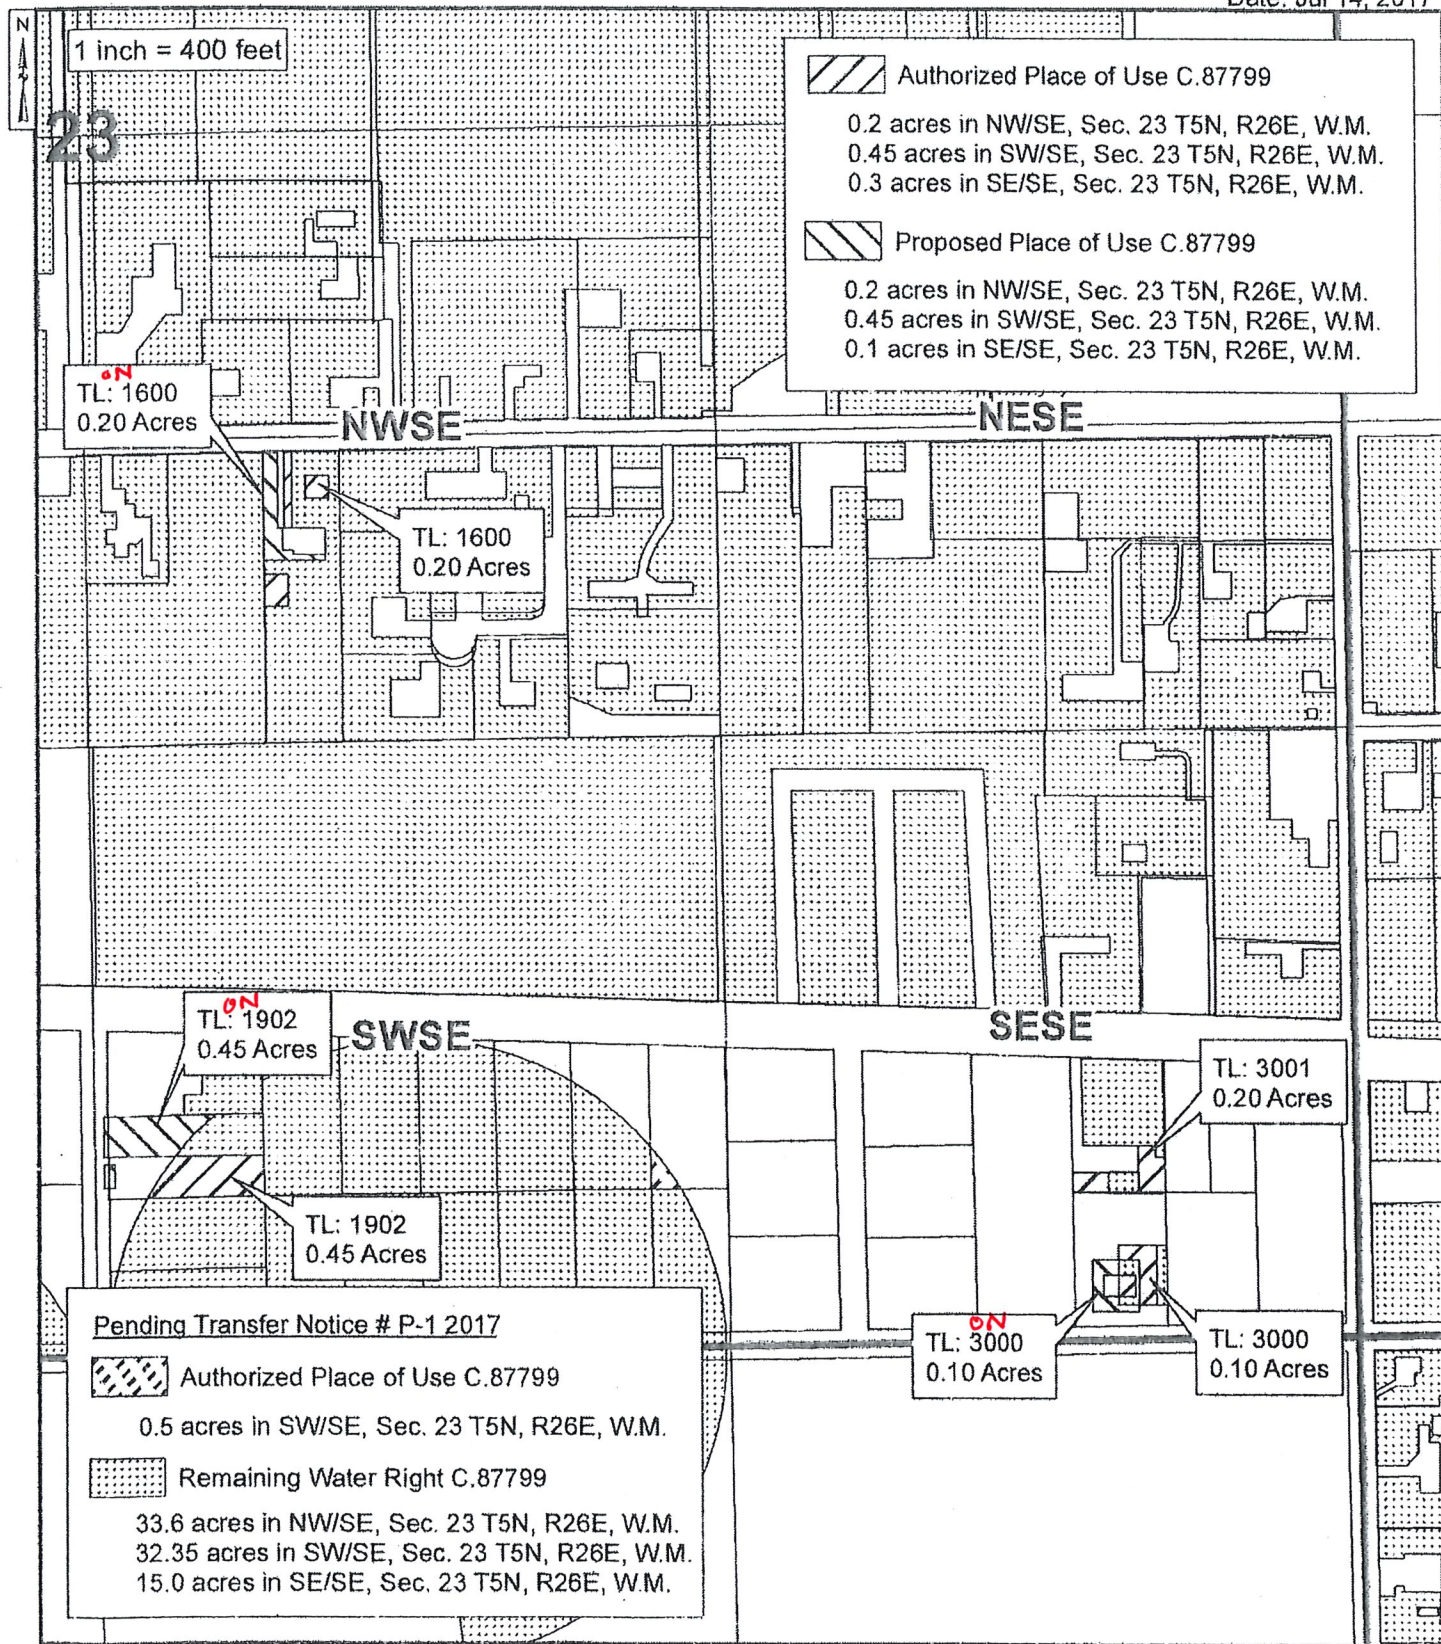 Date: Jul 14, 2017
N
1 inch = 400 feet
23
Authorized Place of Use C.87799
0.2 acres in NW/SE, Sec. 23 T5N, R26E, W.M.
0.45 acres in SW/SE, Sec. 23 T5N, R26E, W.M.
0.3 acres in SE/SE, Sec. 23 T5N, R26E, W.M.
Proposed Place of Use C.87799
0.2 acres in NW/SE, Sec. 23 T5N, R26E, W.M.
0.45 acres in SW/SE, Sec. 23 T5N, R26E, W.M.
0.1 acres in SE/SE, Sec. 23 T5N, R26E, W.M.
ON
TL: 1600
0.20 Acres
NWSE
NESE
TL: 1600
0.20 Acres
ON
TL: 1902
0.45 Acres
SWSE
SESE
TL: 3001
0.20 Acres
TL: 1902
0.45 Acres
ON
TL: 3000
0.10 Acres
TL: 3000
0.10 Acres
Pending Transfer Notice # P-1 2017
Authorized Place of Use C.87799
0.5 acres in SW/SE, Sec. 23 T5N, R26E, W.M.
Remaining Water Right C.87799
33.6 acres in NW/SE, Sec. 23 T5N, R26E, W.M.
32.35 acres in SW/SE, Sec. 23 T5N, R26E, W.M.
15.0 acres in SE/SE, Sec. 23 T5N, R26E, W.M.